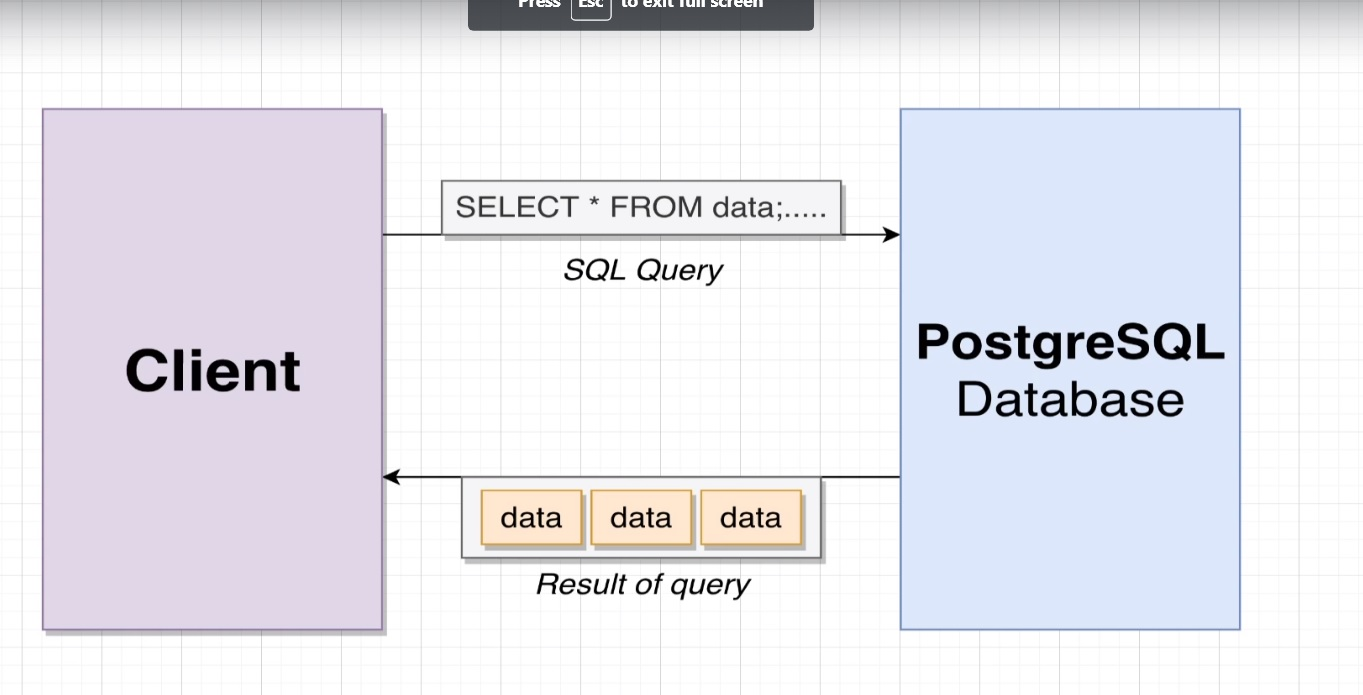 Press Esc to exit full screen
SELECT * FROM data;.....
SQL Query
Client
PostgreSQL
Database
data data data
Result of query